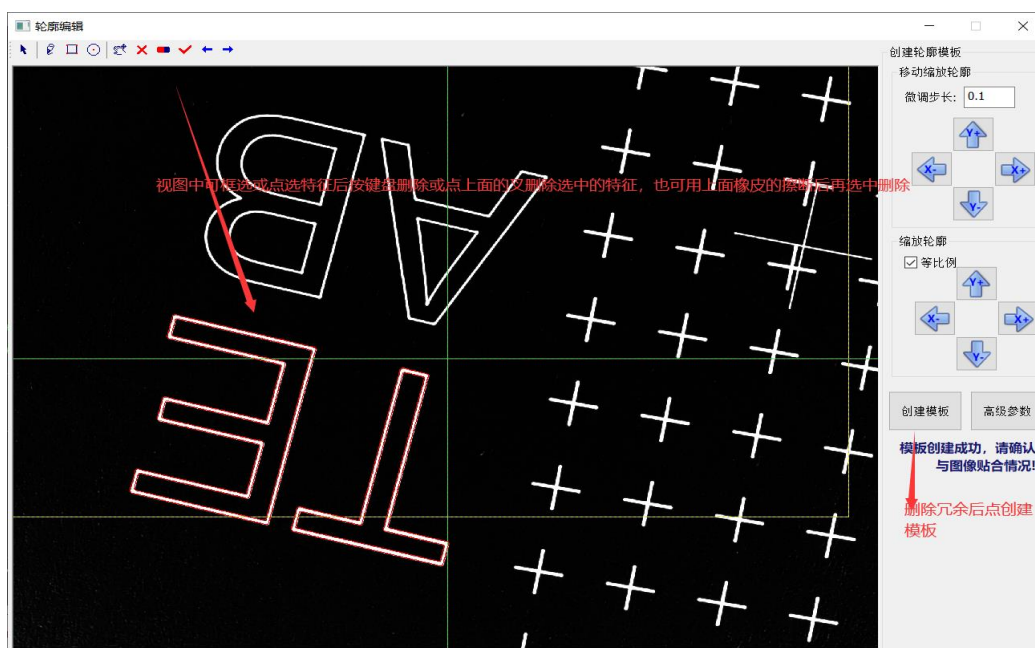 轮廓编辑
创建轮廓模板
移动缩放轮廓
微调步长: 0.1
Y+
X-
X+
Y-
视图中可框选或点选特征后按键盘删除或点上面的叉删除选中的特征，也可用上面橡皮的擦断后再选中删除
缩放轮廓
等比例
Y+
X-
X+
Y-
创建模板
高级参数
模板创建成功，请确认
与图像贴合情况!
删除冗余后点创建
模板
B A
E T